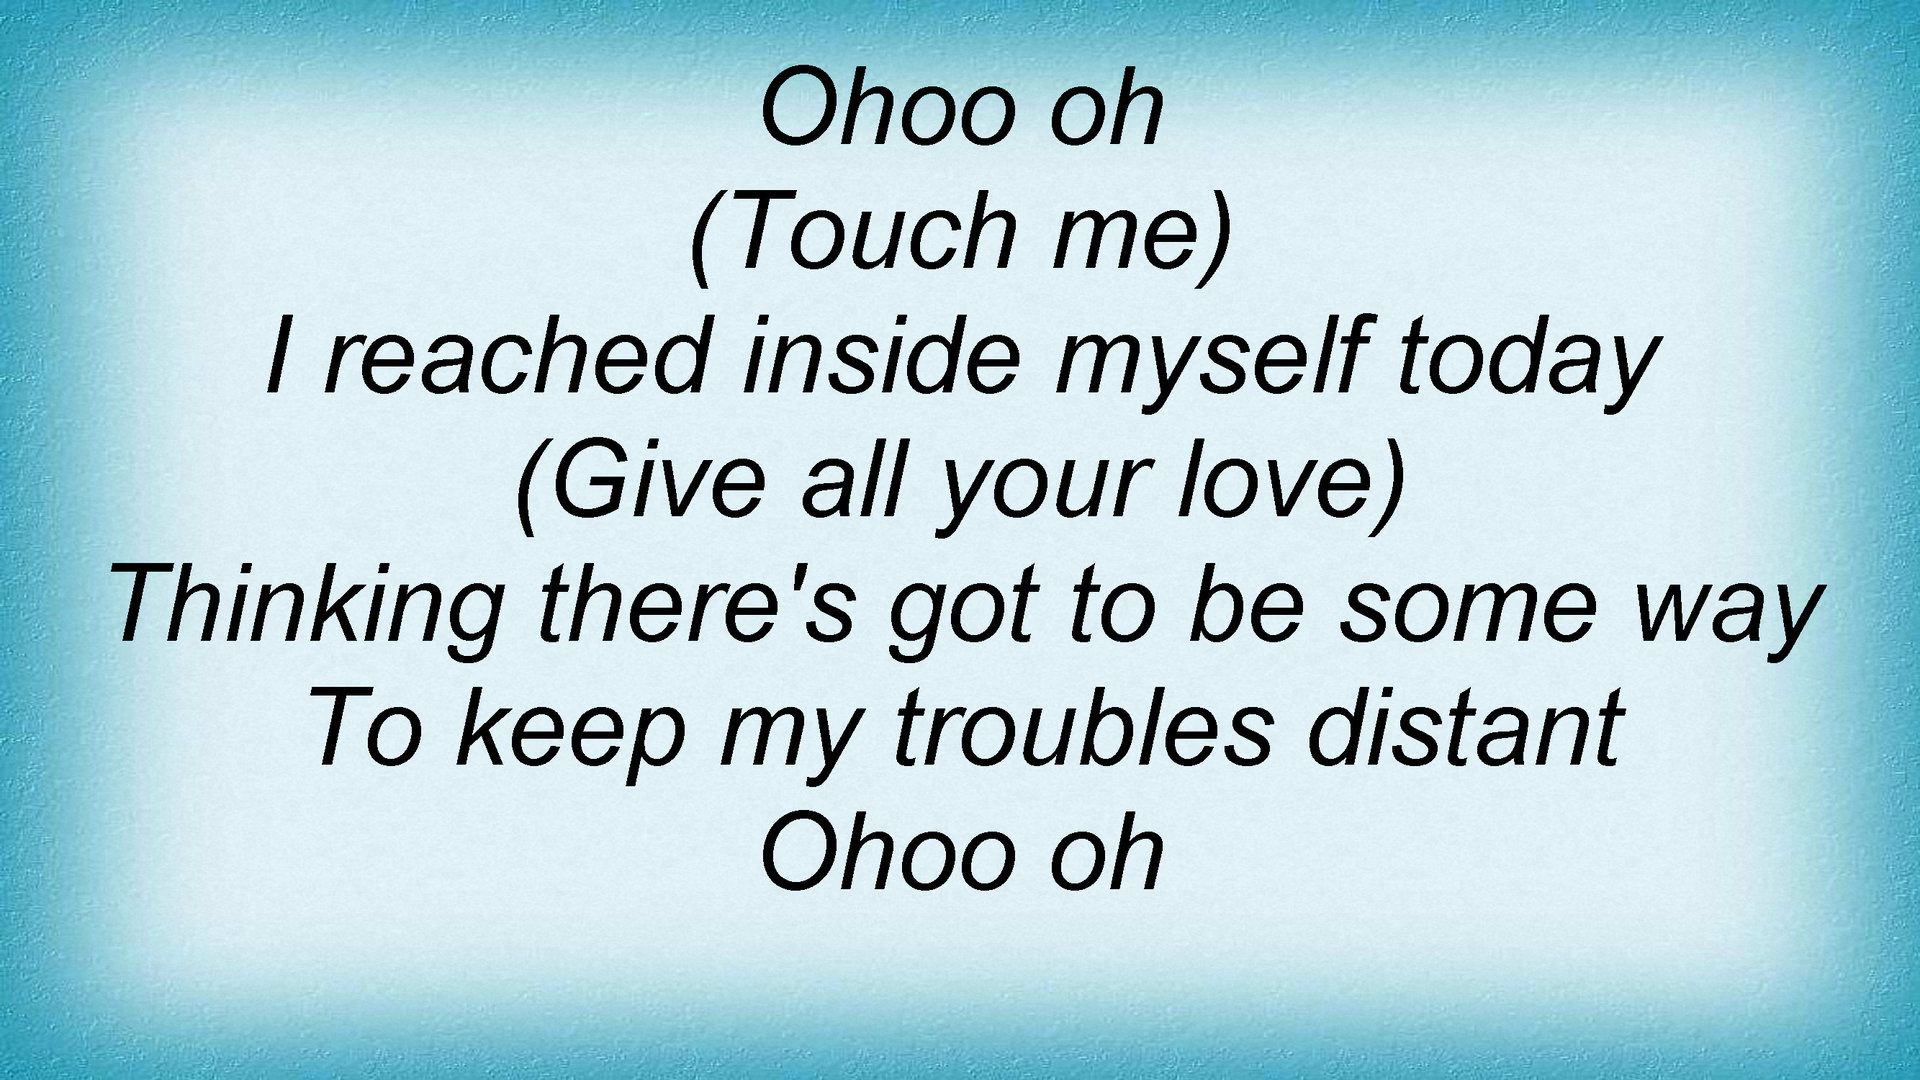 Ohoo oh
(Touch me)
I reached inside myself today
(Give all your love)
Thinking there's got to be some way
To keep my troubles distant
Ohoo oh